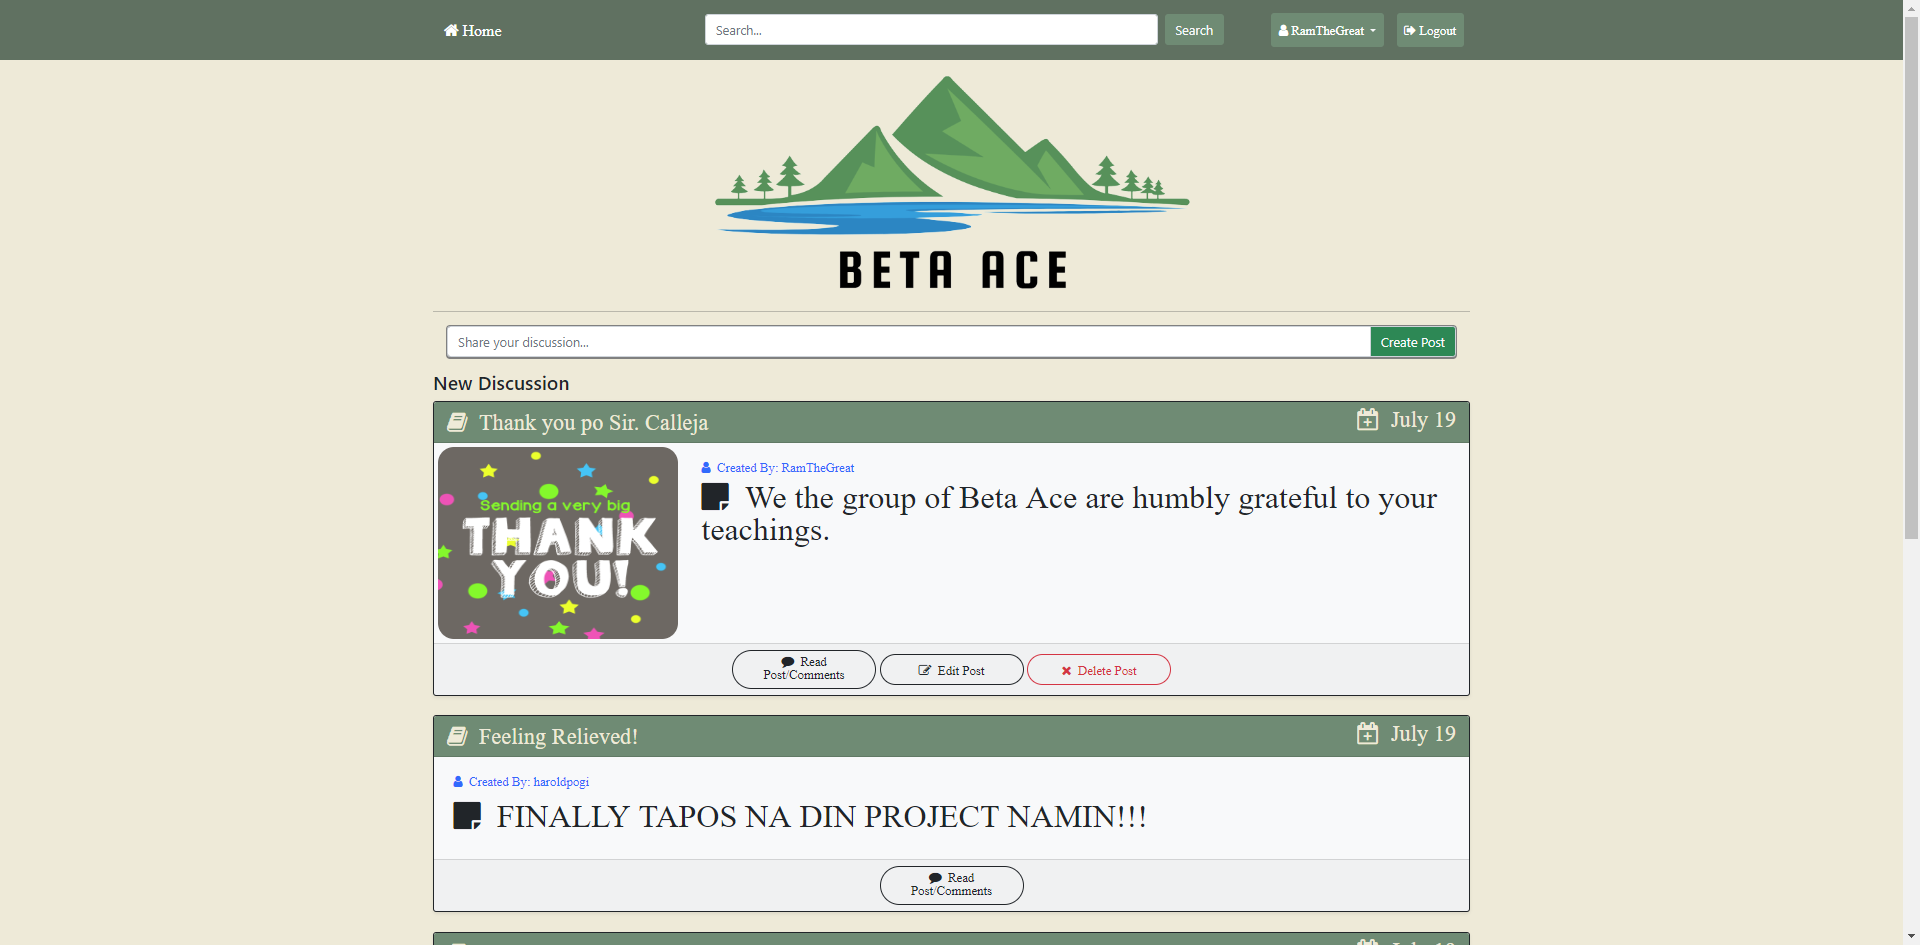 Home
Search...
Search
RamTheGreat
Logout
BETA ACE
Share your discussion...
Create Post
New Discussion
Thank you po Sir. Calleja
July 19
Sending a very big
THANK
YOU!
Created By: RamTheGreat
We the group of Beta Ace are humbly grateful to your
teachings.
Read
Post/Comments
Edit Post
Delete Post
Feeling Relieved!
July 19
Created By: haroldpogi
FINALLY TAPOS NA DIN PROJECT NAMIN!!!
Read
Post/Comments